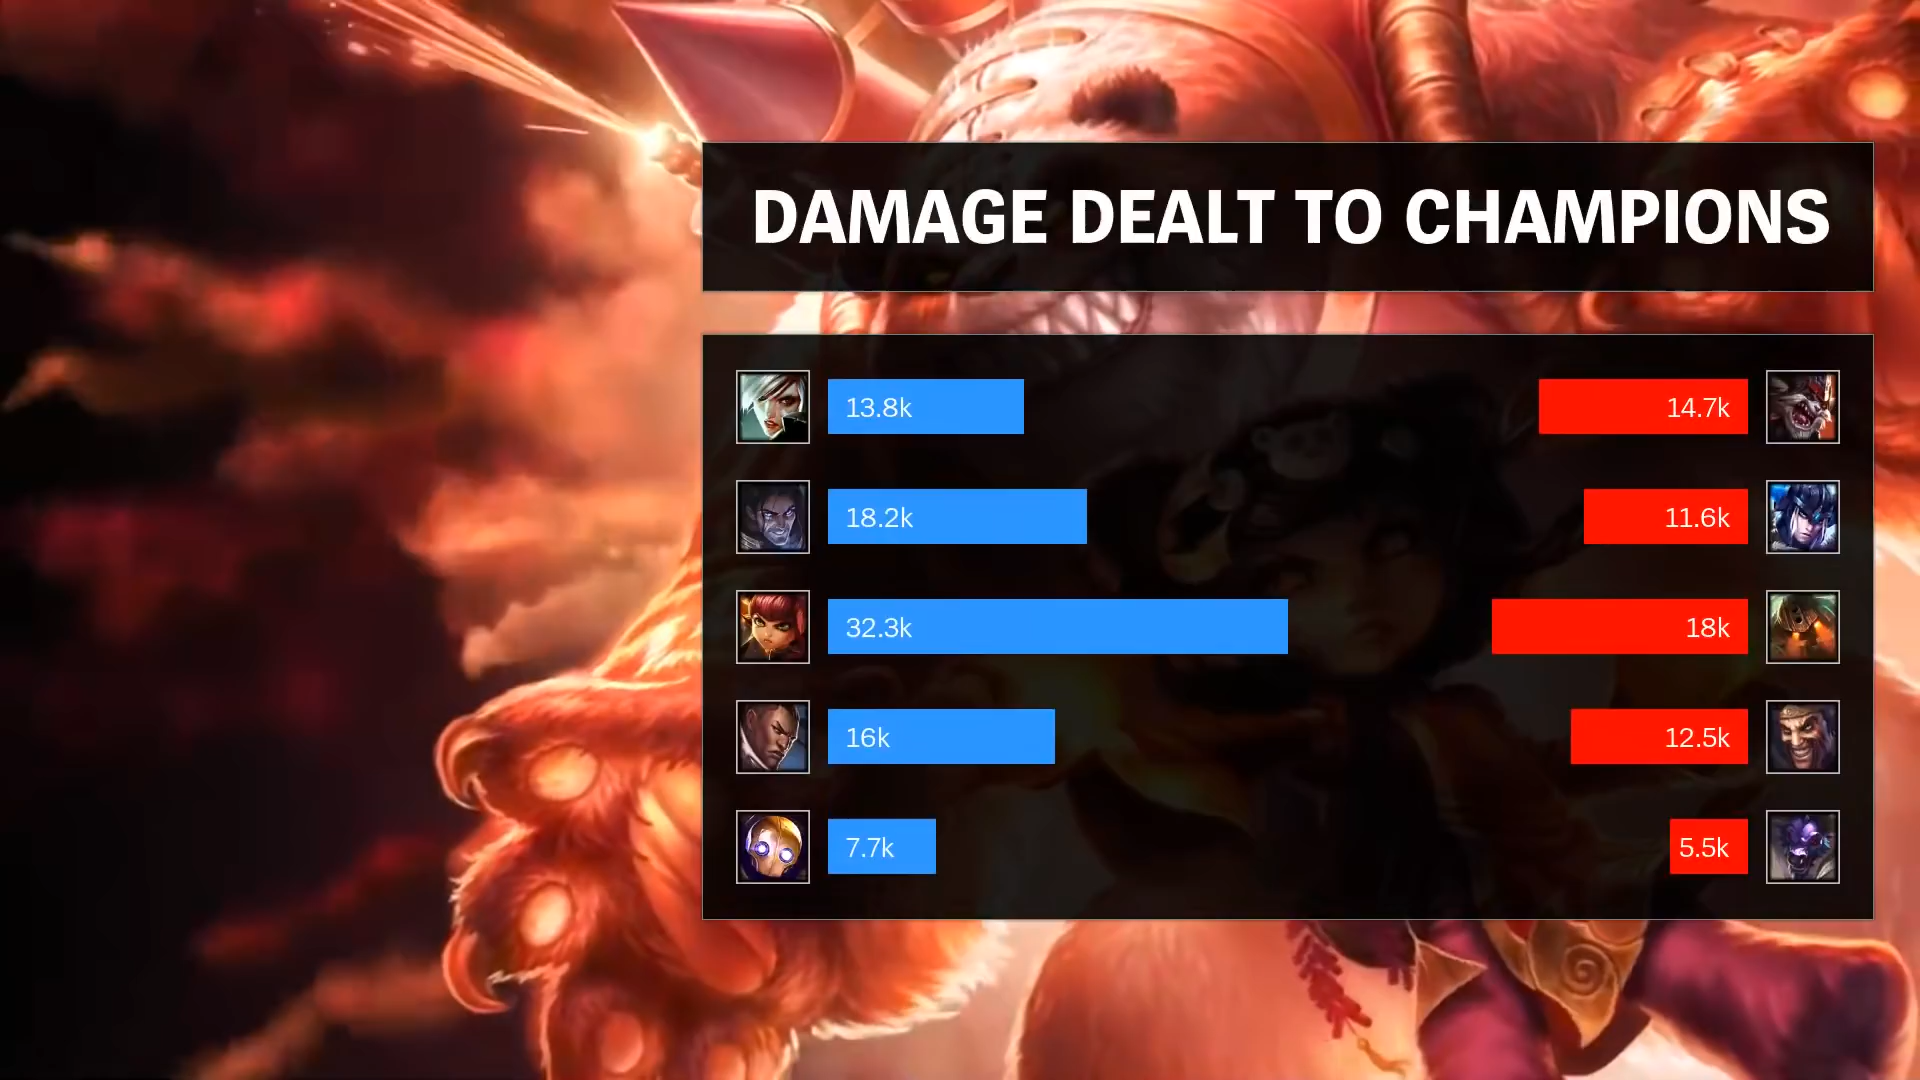 DAMAGE DEALT TO CHAMPIONS
13.8k 14.7k
18.2k 11.6k
32.3k 18k
16k 12.5k
7.7k 5.5k